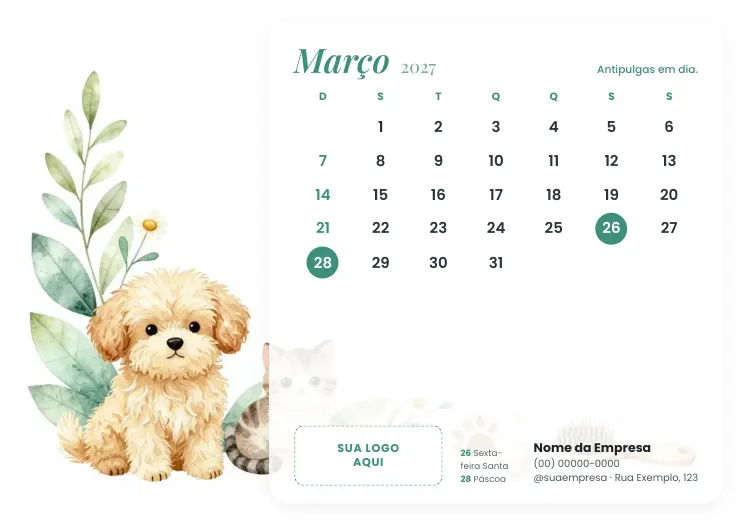 Março 2027
Antipulgas em dia.
D S T Q Q S S
1 2 3 4 5 6
7 8 9 10 11 12 13
14 15 16 17 18 19 20
21 22 23 24 25 26 27
28 29 30 31
SUA LOGO
AQUI
26 Sexta-
feira Santa
28 Páscoa
Nome da Empresa
(00) 00000-0000
@suaempresa · Rua Exemplo, 123